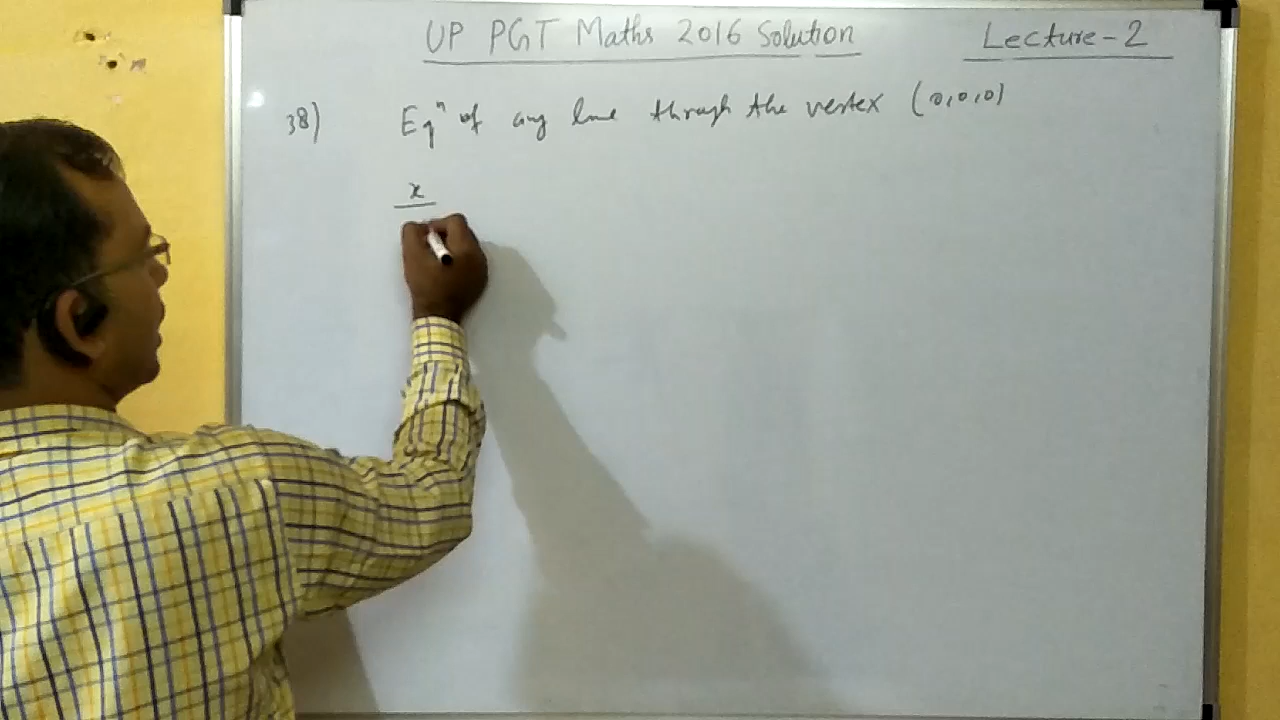 UP PGT Maths 2016 Solution Lecture-2
38) Eqⁿ of any line through the vertex (0,0,0)
x